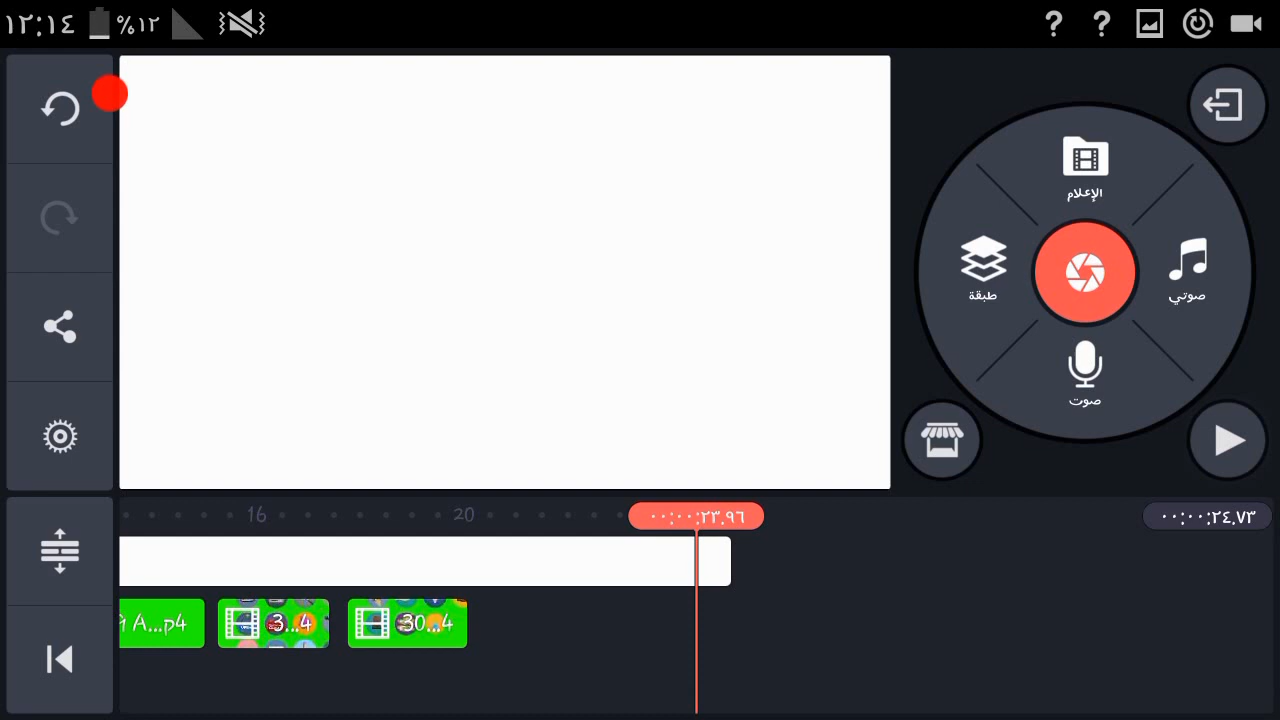 ١٢:١٤
%١٢
الإعلام
طبقة
صوتي
صوت
16
20
٠٠:٠٠:٢٣.٩٦
٠٠:٠٠:٢٤.٧٣
A...p4
3...4
30...4